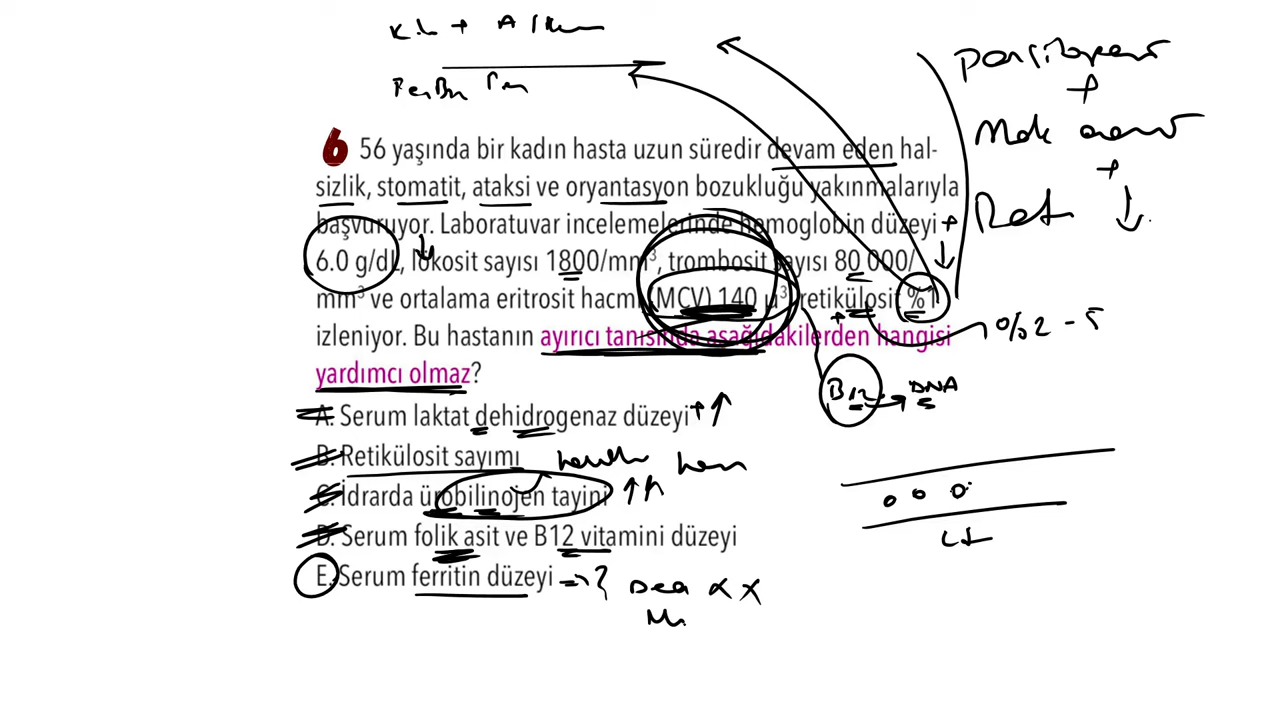 pansitopeni
+
Mak anemi
+
Ret ↓
6 56 yaşında bir kadın hasta uzun süredir devam eden hal-
sizlik, stomatit, ataksi ve oryantasyon bozukluğu yakınmalarıyla
başvuruyor. Laboratuvar incelemelerinde hemoglobin düzeyi
6.0 g/dL, lökosit sayısı 1800/mm³, trombosit sayısı 80 000/
mm³ ve ortalama eritrosit hacmi (MCV) 140 µ³, retikülosit %1
izleniyor. Bu hastanın ayırıcı tanısında aşağıdakilerden hangisi
yardımcı olmaz?
%2 - 5
B12 → DNA
A. Serum laktat dehidrogenaz düzeyi + ↑
B. Retikülosit sayımı
C. İdrarda ürobilinojen tayini ↑↑
D. Serum folik asit ve B12 vitamini düzeyi
E. Serum ferritin düzeyi ?